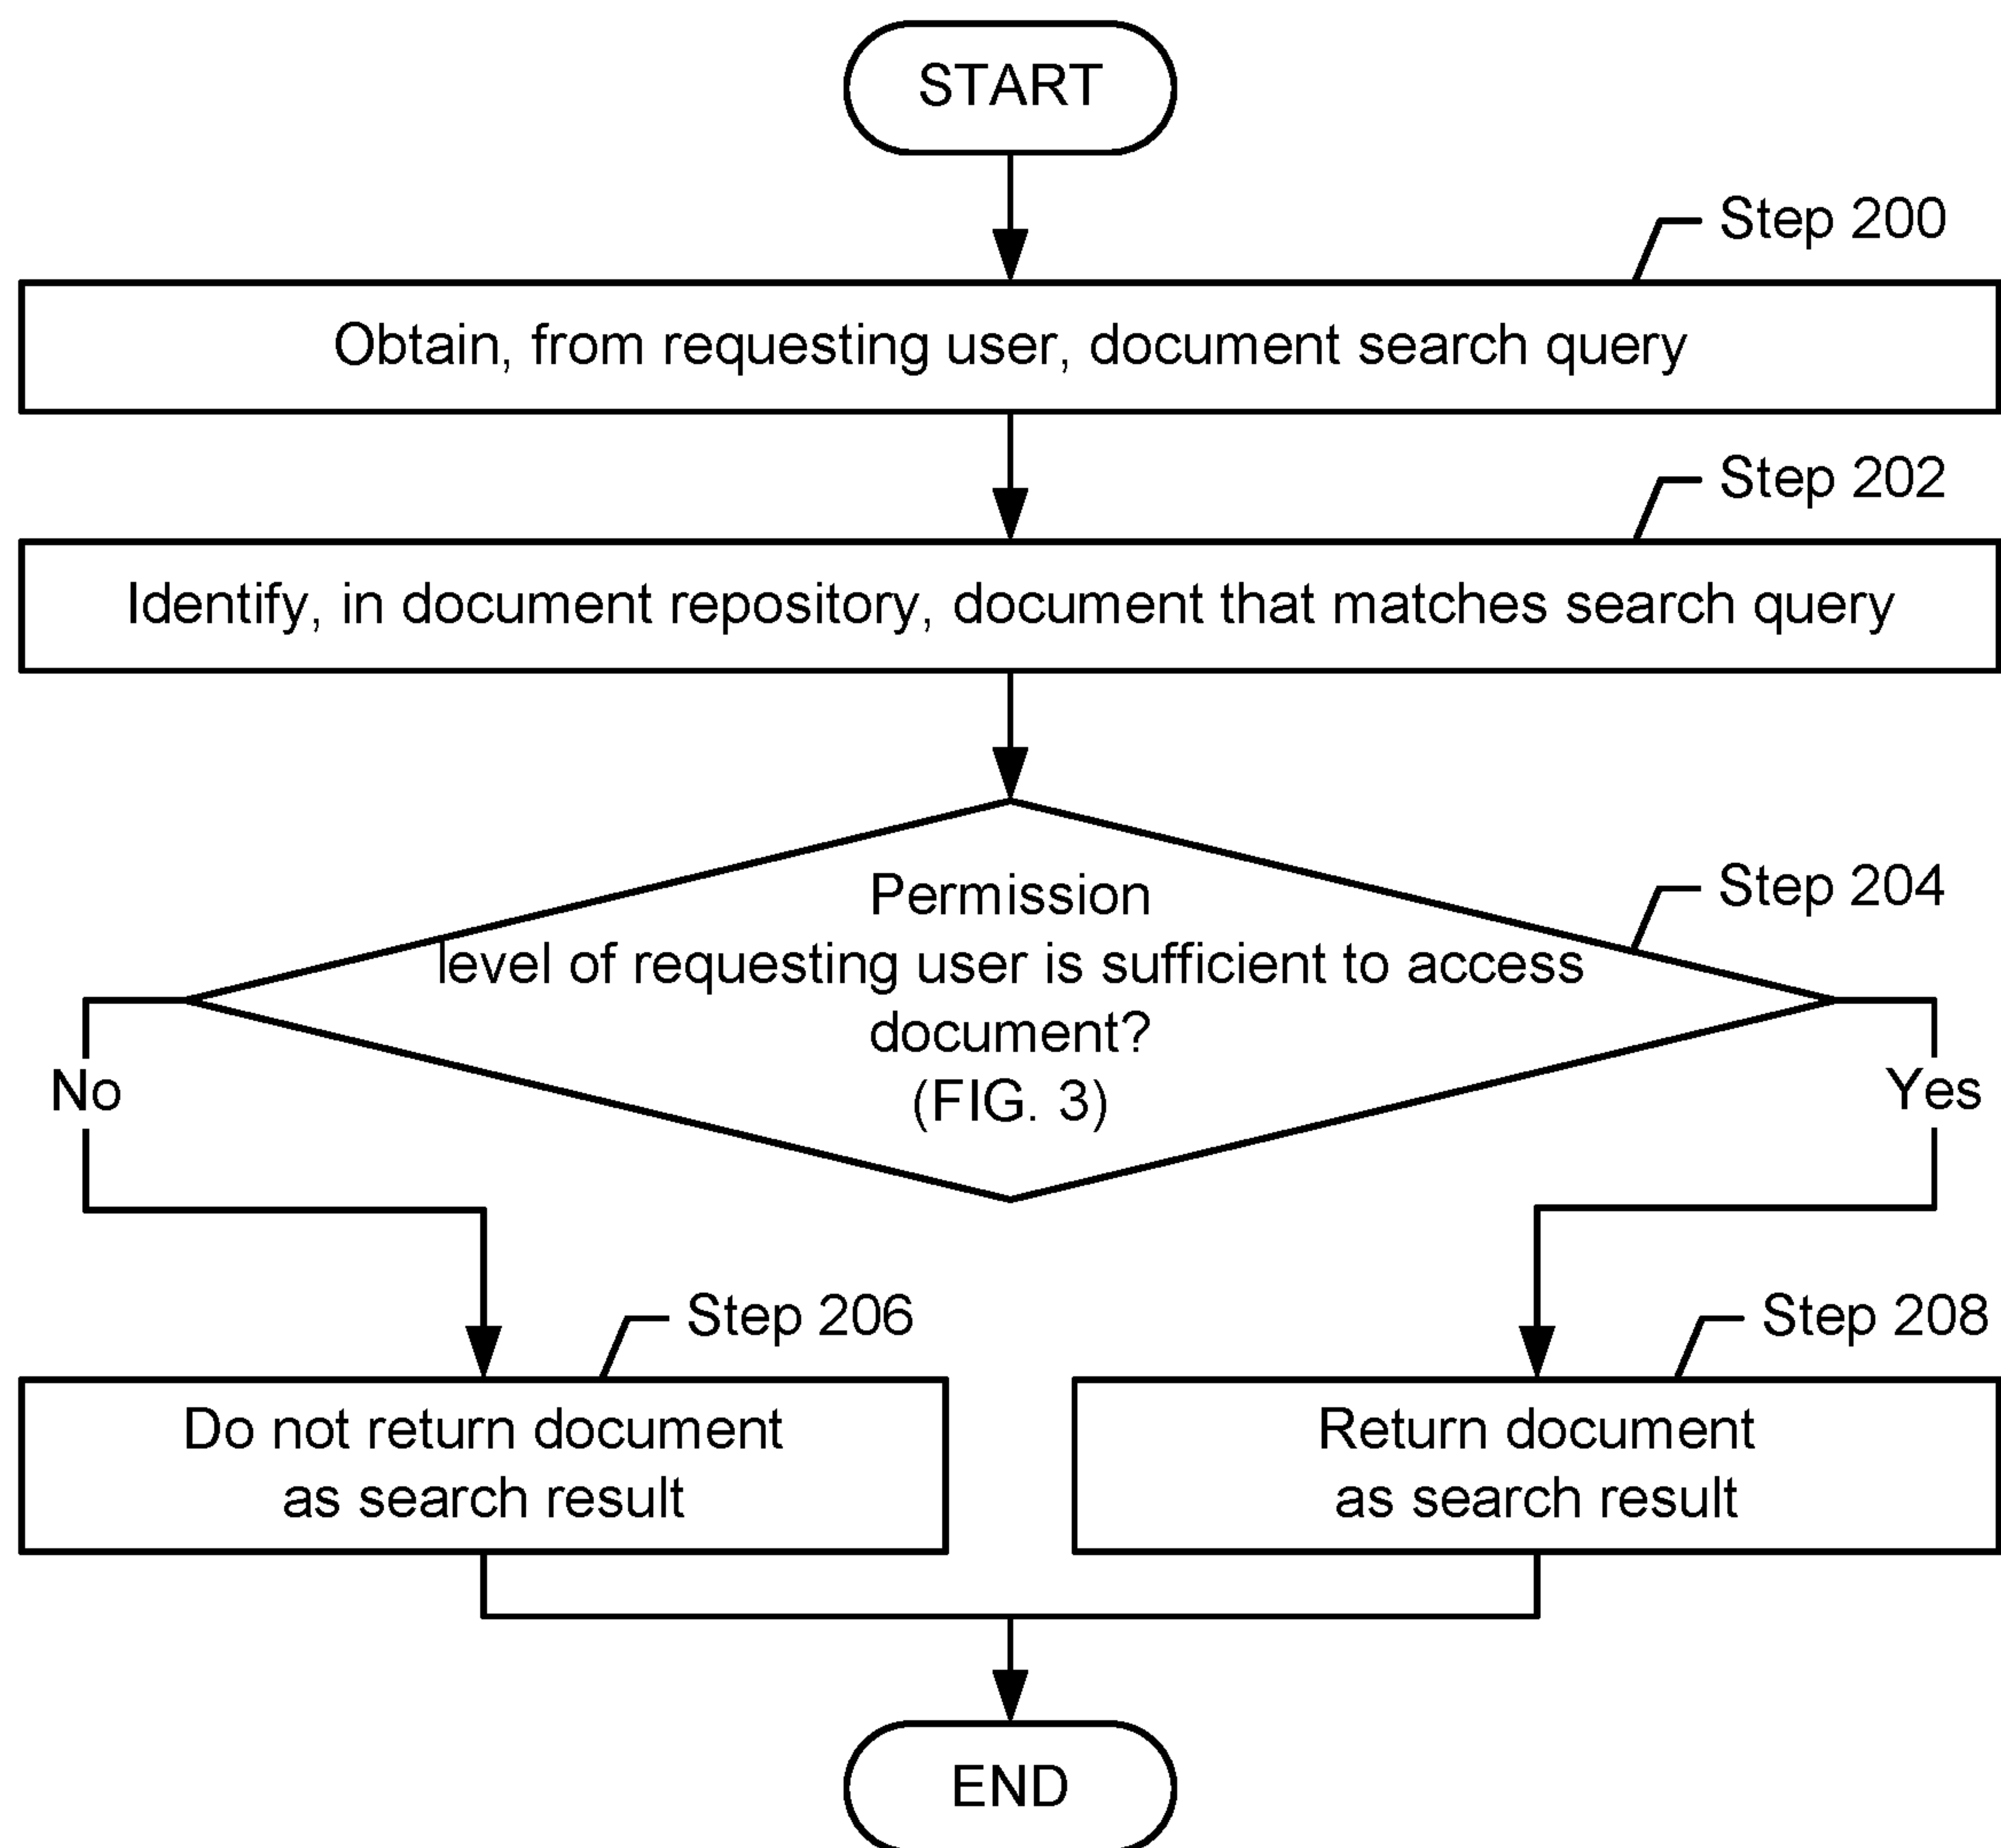 START
Step 200
Obtain, from requesting user, document search query
Step 202
Identify, in document repository, document that matches search query
Step 204
Permission
level of requesting user is sufficient to access
document?
(FIG. 3)
No
Yes
Step 206
Step 208
Do not return document
as search result
Return document
as search result
END